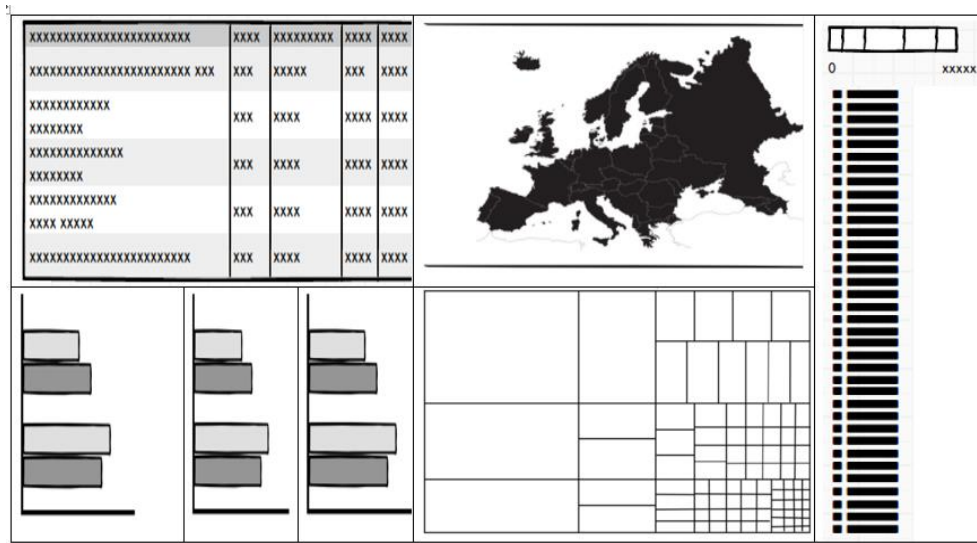 XXXXXXXXXXXXXXXXXXXXXXXX XXXX XXXXXXXXX XXXX XXXX
XXXXXXXXXXXXXXXXXXXXXXXX XXX XXX XXXXX XXX XXXX
XXXXXXXXXXXX
XXXXXXXX
XXX XXXX XXXX XXXX
XXXXXXXXXXXXXX
XXXXXXXX
XXX XXXX XXXX XXXX
XXXXXXXXXXXXX
XXXX XXXXX
XXX XXXX XXXX XXXX
XXXXXXXXXXXXXXXXXXXXXXXX XXX XXXX XXXX XXXX
0 XXXXX